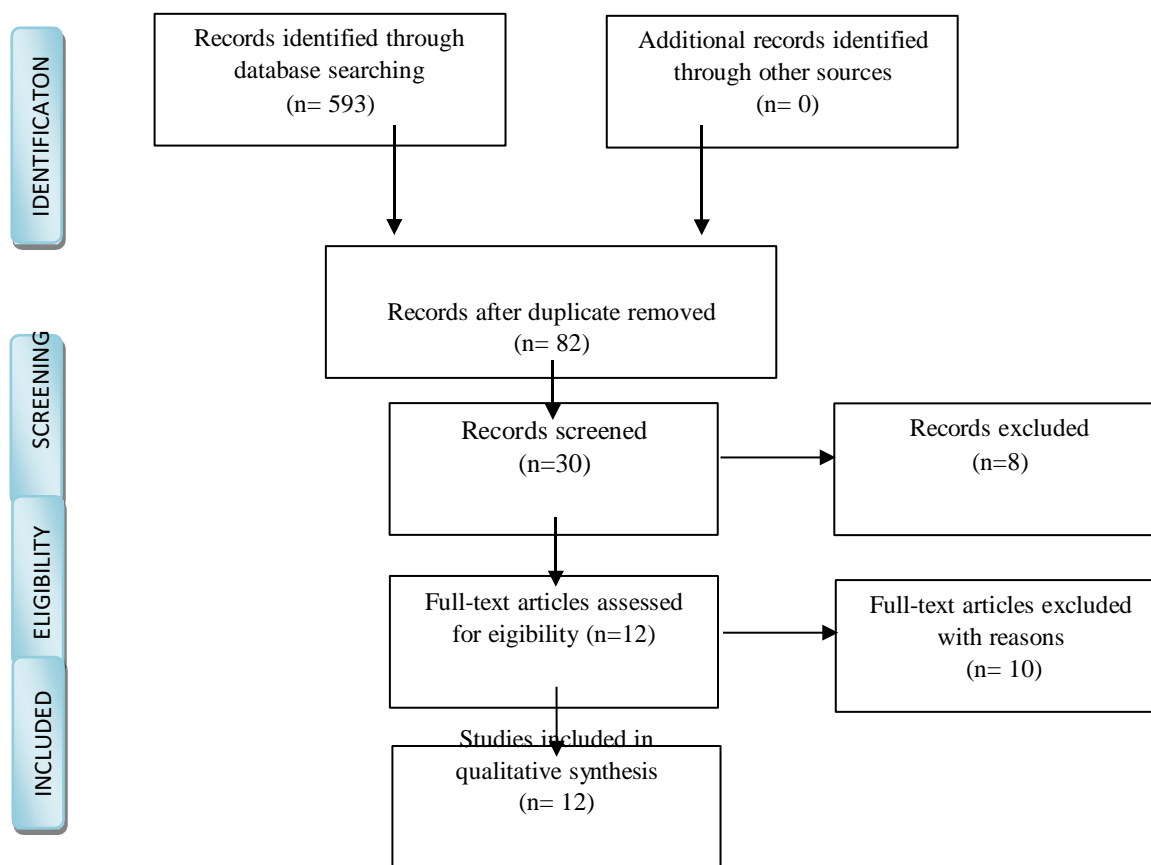 IDENTIFICATON
Records identified through
database searching
(n= 593)
Additional records identified
through other sources
(n= 0)
Records after duplicate removed
(n= 82)
SCREENING
Records screened
(n=30)
Records excluded
(n=8)
ELIGIBILITY
Full-text articles assessed
for eigibility (n=12)
Full-text articles excluded
with reasons
(n= 10)
INCLUDED
Studies included in
qualitative synthesis
(n= 12)